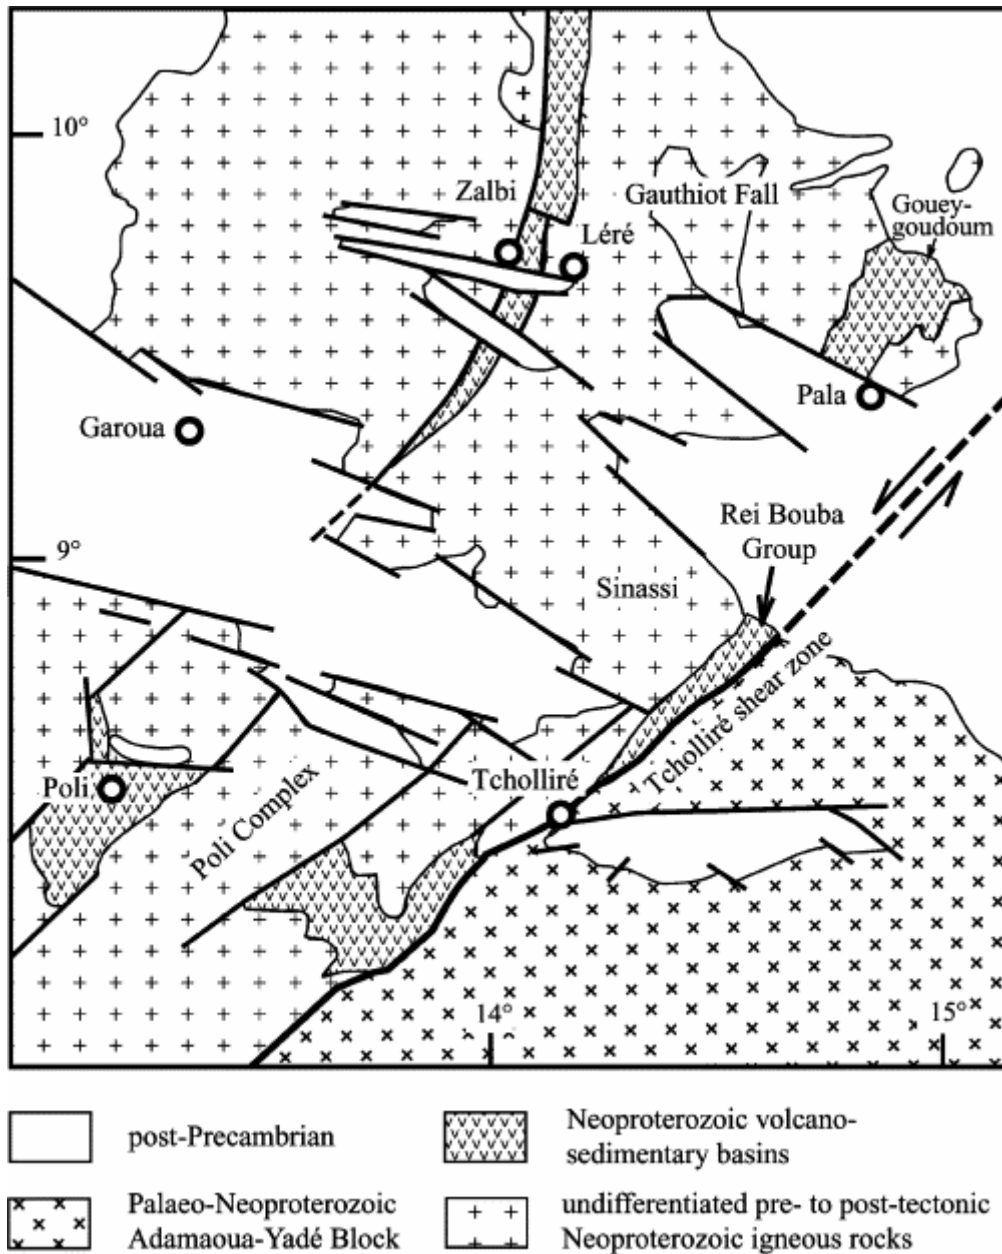 10°
Zalbi
Léré
Gauthiot Fall
Gouey-
goudoum
Garoua
Pala
9°
Rei Bouba
Group
Sinassi
Tcholliré shear zone
Poli
Tcholliré
Poli Complex
14°
15°
post-Precambrian
Neoproterozoic volcano-
sedimentary basins
Palaeo-Neoproterozoic
Adamaoua-Yadé Block
undifferentiated pre- to post-tectonic
Neoproterozoic igneous rocks